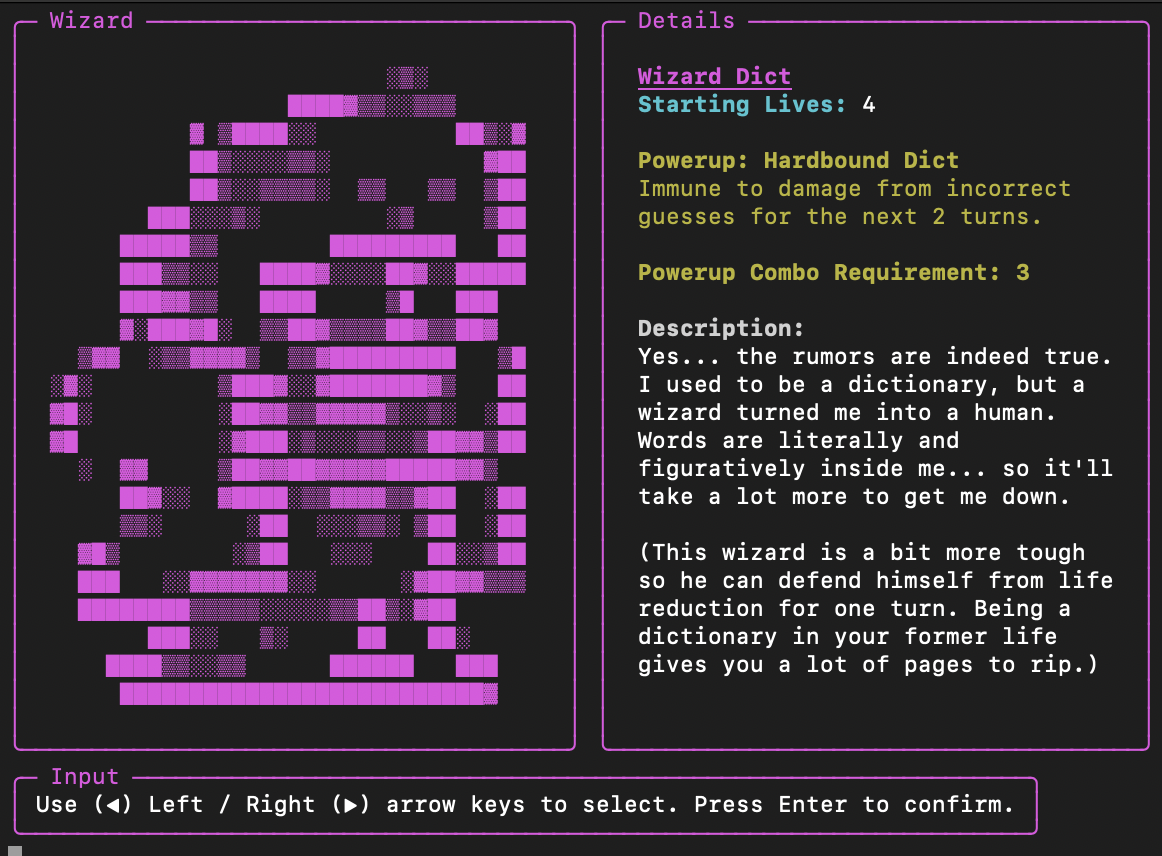 Wizard
Details
Wizard Dict
Starting Lives: 4
Powerup: Hardbound Dict
Immune to damage from incorrect
guesses for the next 2 turns.
Powerup Combo Requirement: 3
Description:
Yes... the rumors are indeed true.
I used to be a dictionary, but a
wizard turned me into a human.
Words are literally and
figuratively inside me... so it'll
take a lot more to get me down.
(This wizard is a bit more tough
so he can defend himself from life
reduction for one turn. Being a
dictionary in your former life
gives you a lot of pages to rip.)
Input
Use (◀) Left / Right (▶) arrow keys to select. Press Enter to confirm.